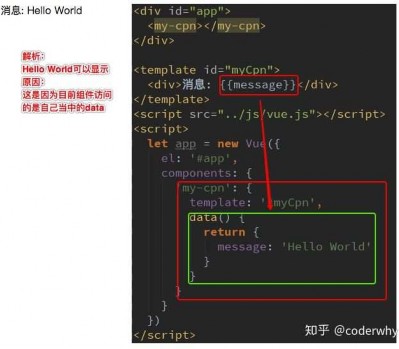 消息: Hello World
解析:
Hello World可以显示
原因:
这是因为目前组件访问
的是自己当中的data
<div id="app">
<my-cpn></my-cpn>
</div>
<template id="myCpn">
<div>消息: {{message}}</div>
</template>
<script src="../js/vue.js"></script>
<script>
let app = new Vue({
el: '#app',
components: {
'my-cpn': {
template: '#myCpn',
data() {
return {
message: 'Hello World'
}
}
}
}
})
</script>
知乎 @coderwhy